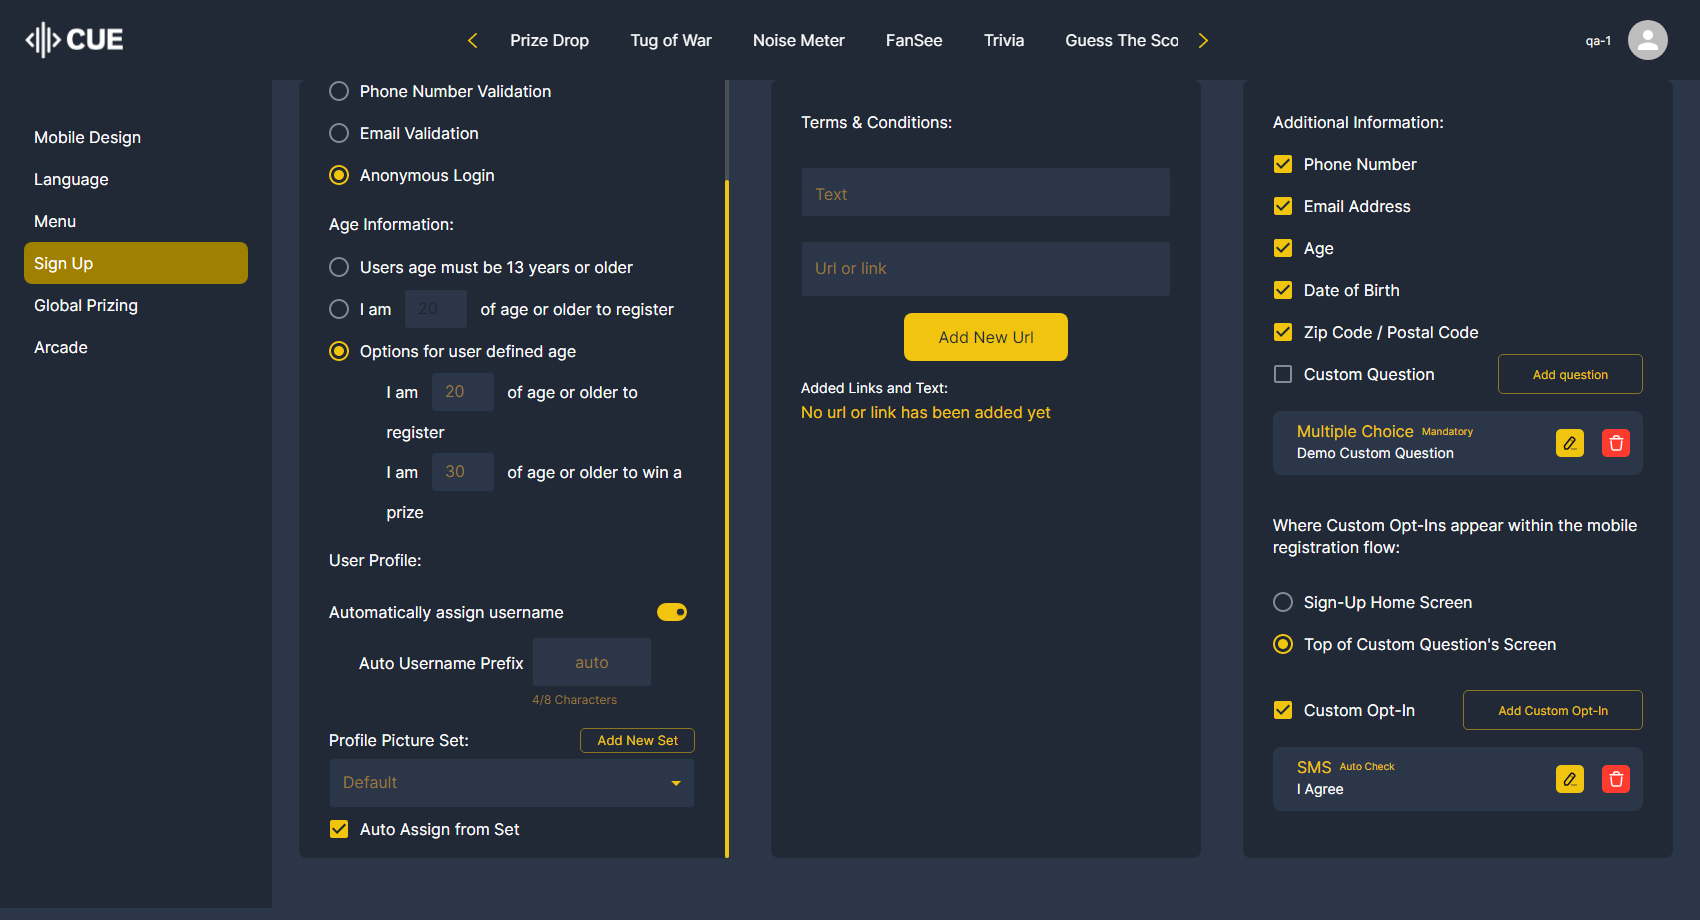 CUE
Prize Drop
Tug of War
Noise Meter
FanSee
Trivia
Guess The Sco
qa-1
Mobile Design
Language
Menu
Sign Up
Global Prizing
Arcade
Phone Number Validation
Email Validation
Anonymous Login
Age Information:
Users age must be 13 years or older
I am 20 of age or older to register
Options for user defined age
I am 20 of age or older to
register
I am 30 of age or older to win a
prize
User Profile:
Automatically assign username
Auto Username Prefix auto
4/8 Characters
Profile Picture Set: Add New Set
Default
Auto Assign from Set
Terms & Conditions:
Text
Url or link
Add New Url
Added Links and Text:
No url or link has been added yet
Additional Information:
Phone Number
Email Address
Age
Date of Birth
Zip Code / Postal Code
Custom Question Add question
Multiple Choice Mandatory
Demo Custom Question
Where Custom Opt-Ins appear within the mobile
registration flow:
Sign-Up Home Screen
Top of Custom Question's Screen
Custom Opt-In Add Custom Opt-In
SMS Auto Check
I Agree